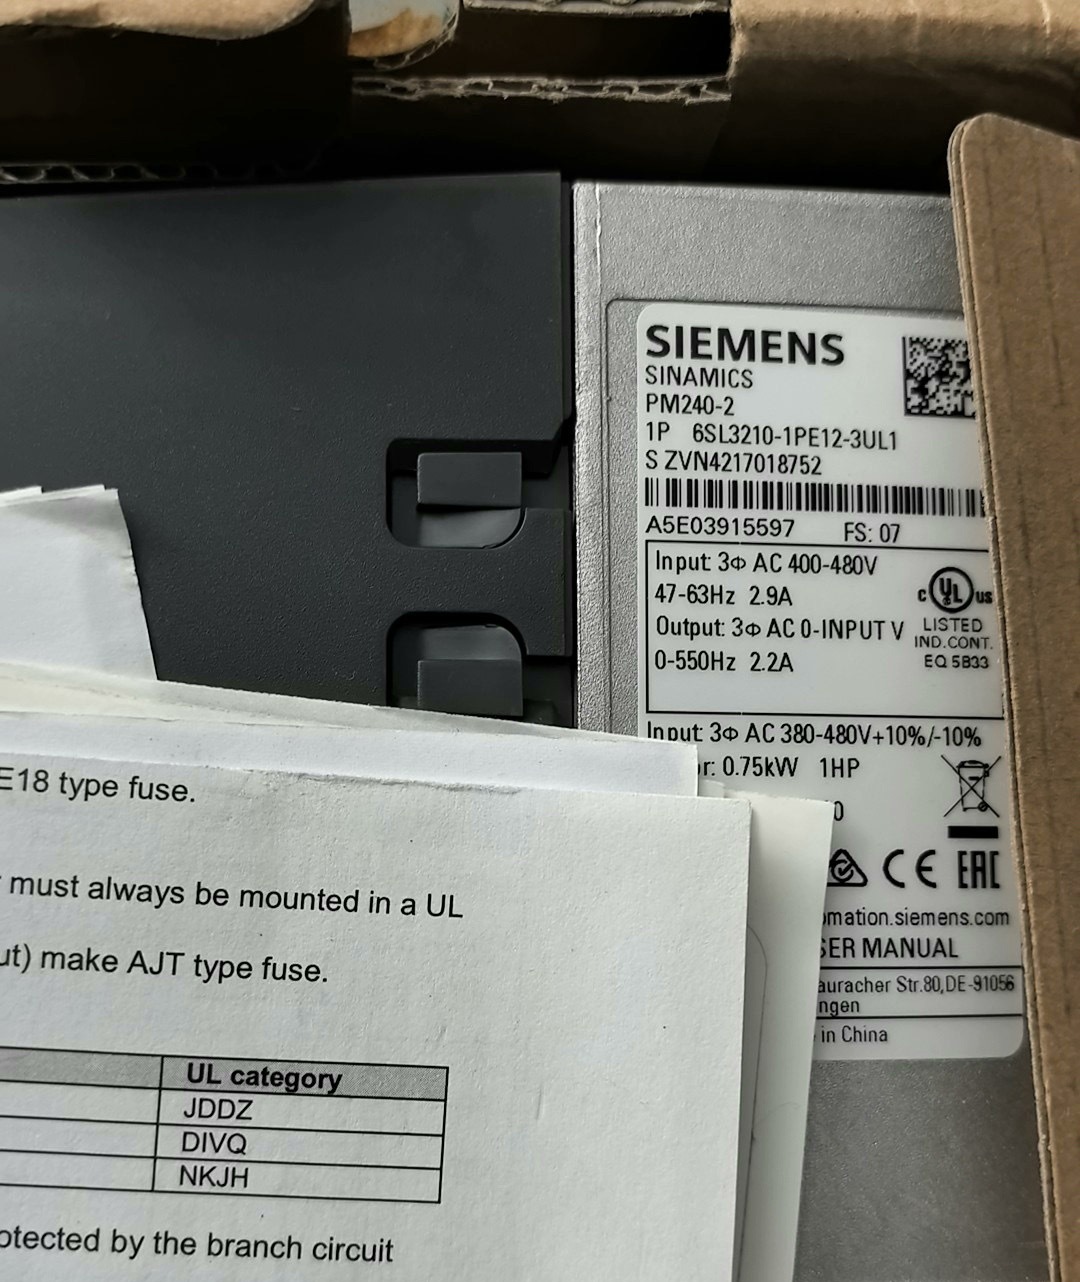 SIEMENS
SINAMICS
PM240-2
1P 6SL3210-1PE12-3UL1
S ZVN4217018752
A5E03915597 FS: 07
Input: 3Φ AC 400-480V
47-63Hz 2.9A
Output: 3Φ AC 0-INPUT V
0-550Hz 2.2A
c UL us
LISTED
IND.CONT.
EQ 5B33
Input: 3Φ AC 380-480V+10%/-10%
r: 0.75kW 1HP
0
CE EAC
omation.siemens.com
SER MANUAL
auracher Str.80,DE-91056
ngen
in China
E18 type fuse.
r must always be mounted in a UL
ut) make AJT type fuse.
UL category
JDDZ
DIVQ
NKJH
otected by the branch circuit